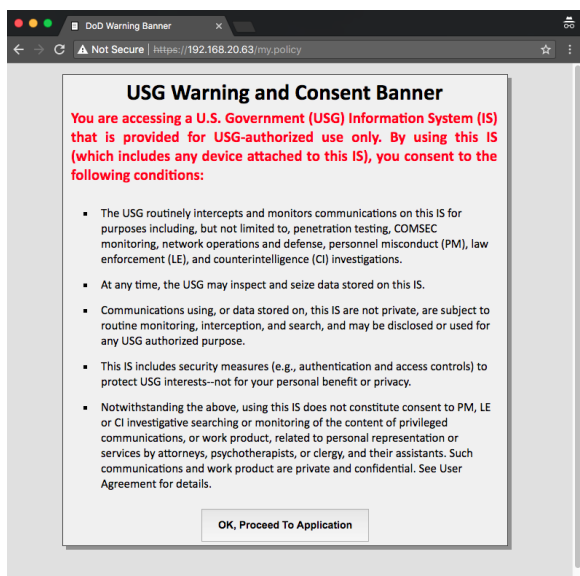 DoD Warning Banner
Not Secure | https://192.168.20.63/my.policy
USG Warning and Consent Banner
You are accessing a U.S. Government (USG) Information System (IS)
that is provided for USG-authorized use only. By using this IS
(which includes any device attached to this IS), you consent to the
following conditions:
The USG routinely intercepts and monitors communications on this IS for
purposes including, but not limited to, penetration testing, COMSEC
monitoring, network operations and defense, personnel misconduct (PM), law
enforcement (LE), and counterintelligence (CI) investigations.
At any time, the USG may inspect and seize data stored on this IS.
Communications using, or data stored on, this IS are not private, are subject to
routine monitoring, interception, and search, and may be disclosed or used for
any USG authorized purpose.
This IS includes security measures (e.g., authentication and access controls) to
protect USG interests--not for your personal benefit or privacy.
Notwithstanding the above, using this IS does not constitute consent to PM, LE
or CI investigative searching or monitoring of the content of privileged
communications, or work product, related to personal representation or
services by attorneys, psychotherapists, or clergy, and their assistants. Such
communications and work product are private and confidential. See User
Agreement for details.
OK, Proceed To Application